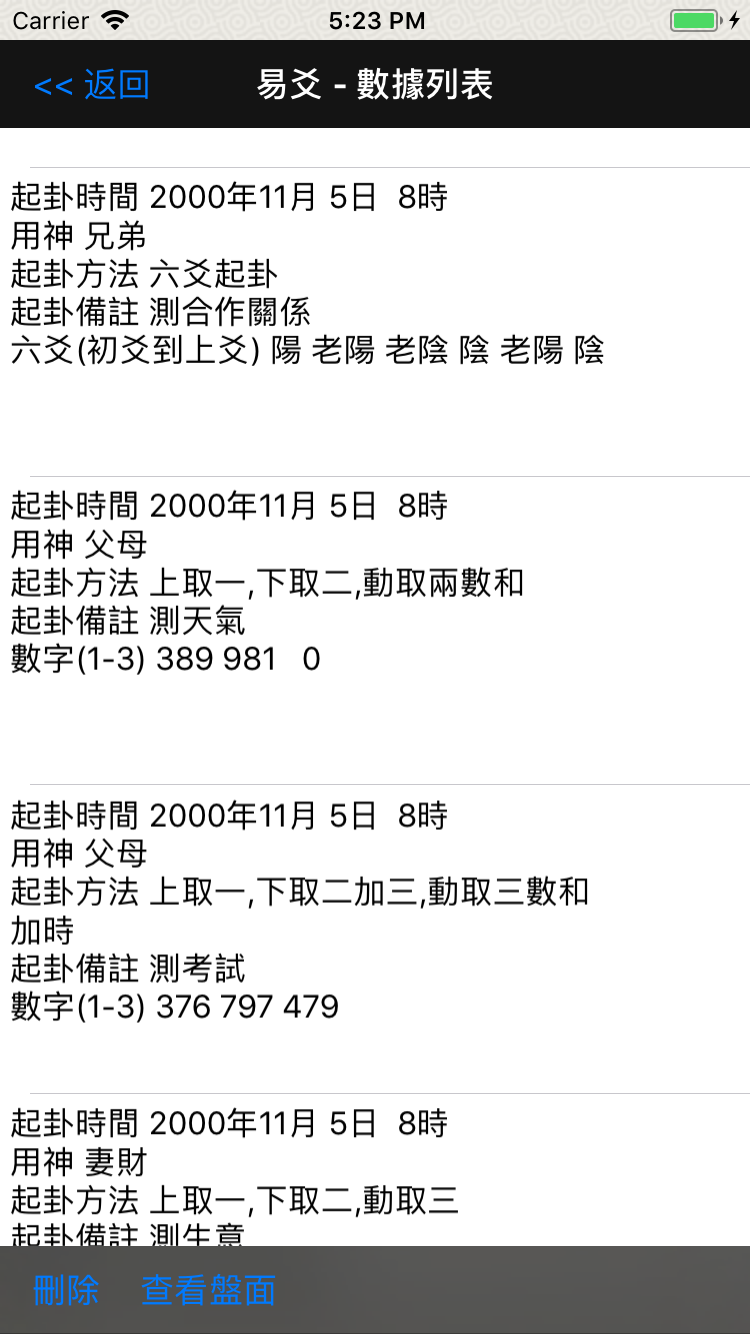 Carrier 5:23 PM
<< 返回 易爻 - 數據列表
起卦時間 2000年11月 5日  8時
用神 兄弟
起卦方法 六爻起卦
起卦備註 測合作關係
六爻(初爻到上爻) 陽 老陽 老陰 陰 老陽 陰
起卦時間 2000年11月 5日  8時
用神 父母
起卦方法 上取一,下取二,動取兩數和
起卦備註 測天氣
數字(1-3) 389 981   0
起卦時間 2000年11月 5日  8時
用神 父母
起卦方法 上取一,下取二加三,動取三數和
加時
起卦備註 測考試
數字(1-3) 376 797 479
起卦時間 2000年11月 5日  8時
用神 妻財
起卦方法 上取一,下取二,動取三
起卦備註 測生意
刪除 查看盤面